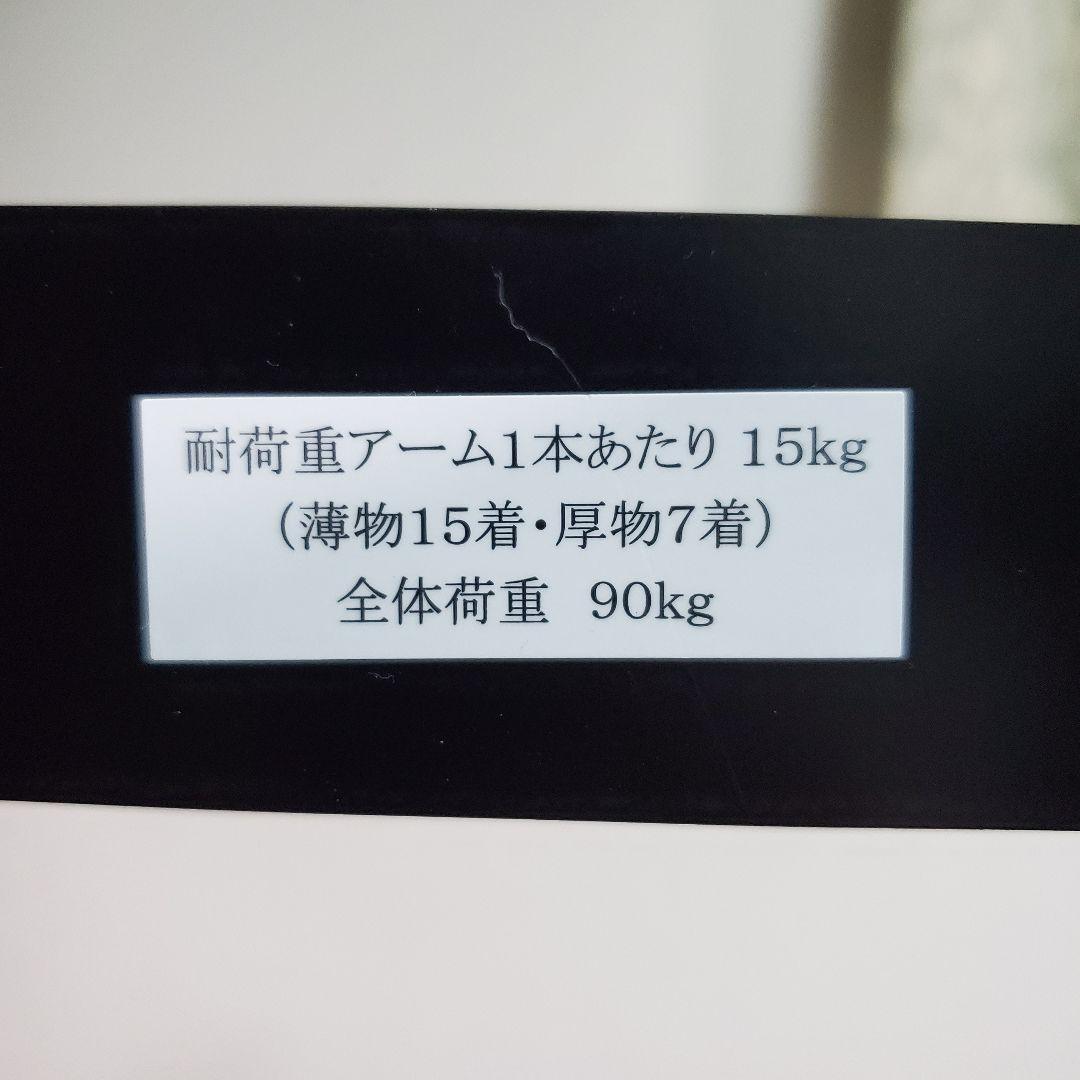 耐荷重アーム1本あたり 15kg
（薄物15着・厚物7着）
全体荷重　90kg